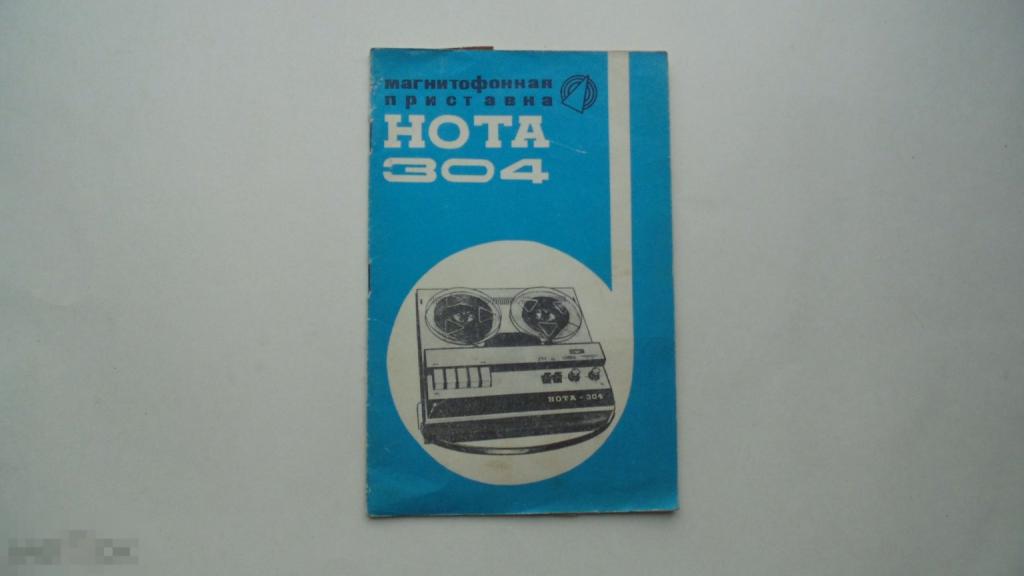 магнитофонная
приставка
НОТА
304
НОТА - 304